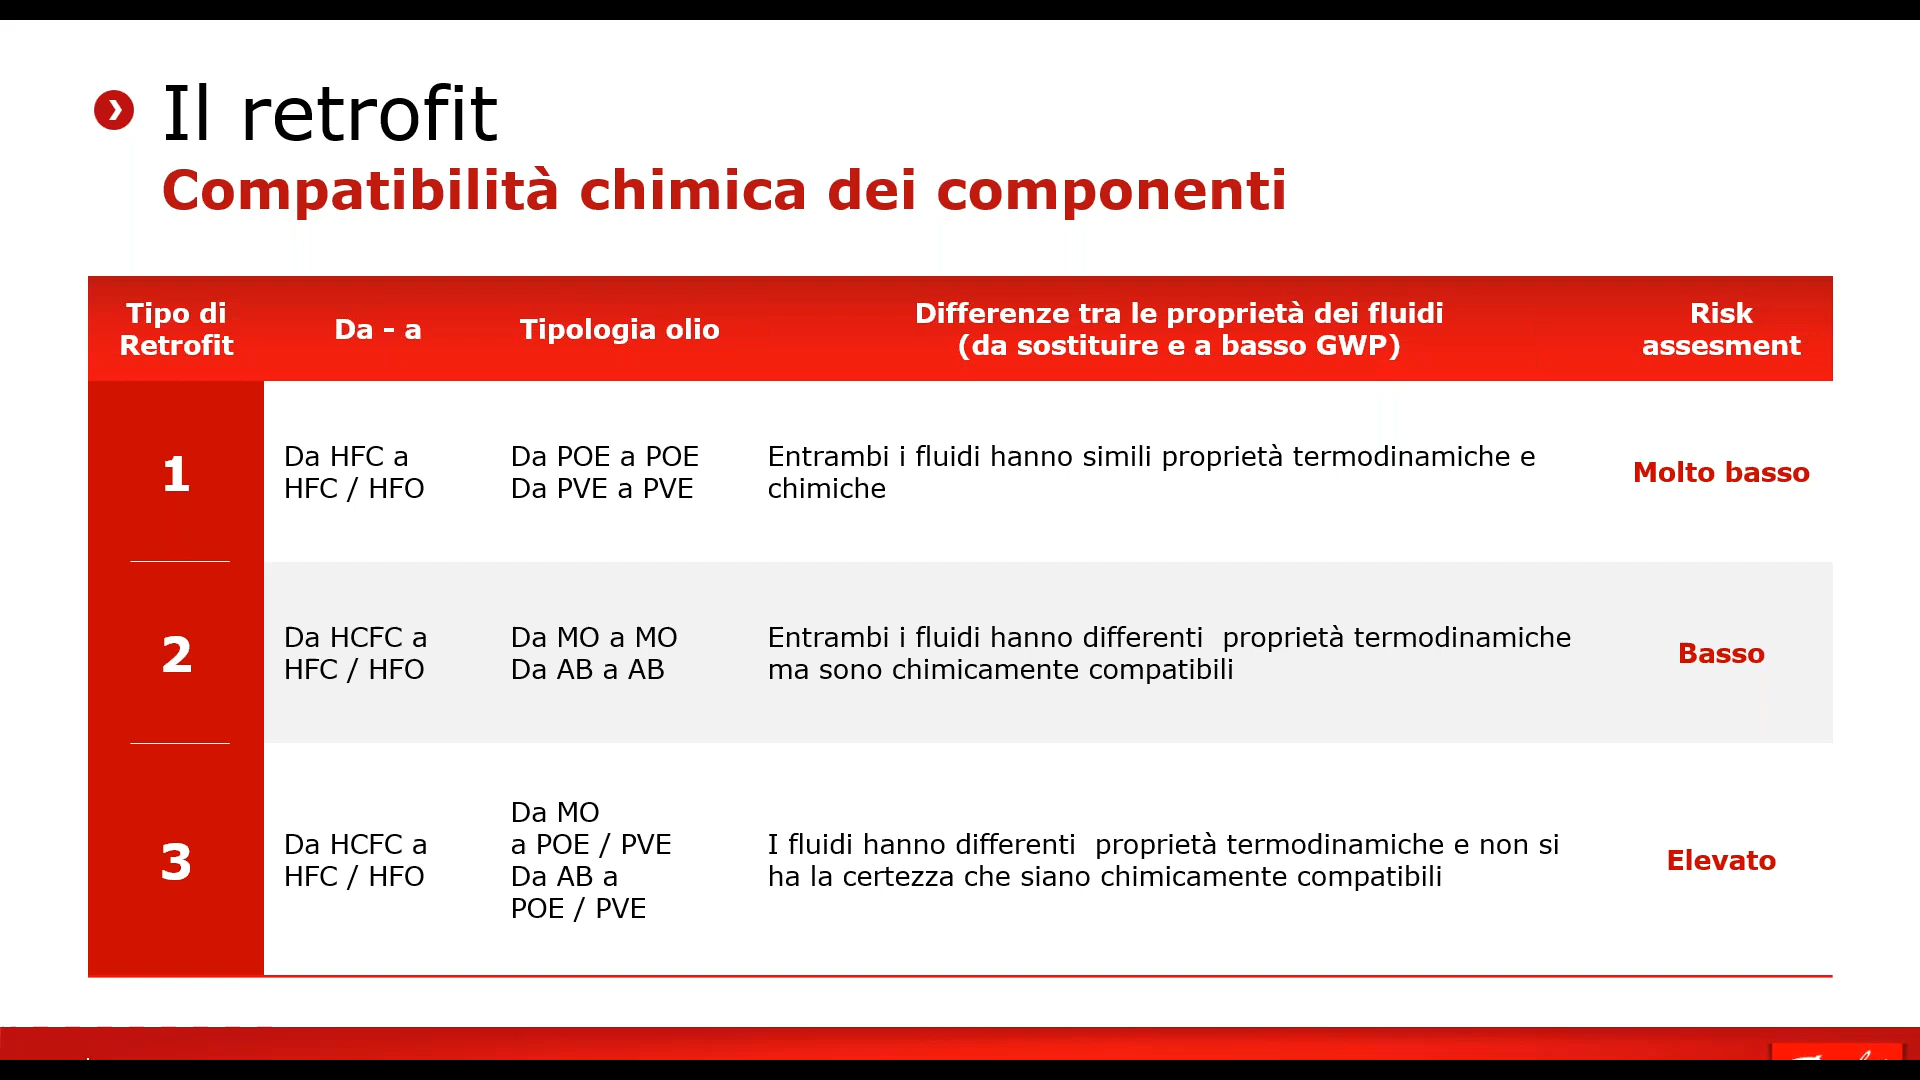 Il retrofit
Compatibilità chimica dei componenti
Tipo di
Retrofit
Da - a
Tipologia olio
Differenze tra le proprietà dei fluidi
(da sostituire e a basso GWP)
Risk
assesment
1
Da HFC a
HFC / HFO
Da POE a POE
Da PVE a PVE
Entrambi i fluidi hanno simili proprietà termodinamiche e
chimiche
Molto basso
2
Da HCFC a
HFC / HFO
Da MO a MO
Da AB a AB
Entrambi i fluidi hanno differenti  proprietà termodinamiche
ma sono chimicamente compatibili
Basso
3
Da HCFC a
HFC / HFO
Da MO
a POE / PVE
Da AB a
POE / PVE
I fluidi hanno differenti  proprietà termodinamiche e non si
ha la certezza che siano chimicamente compatibili
Elevato